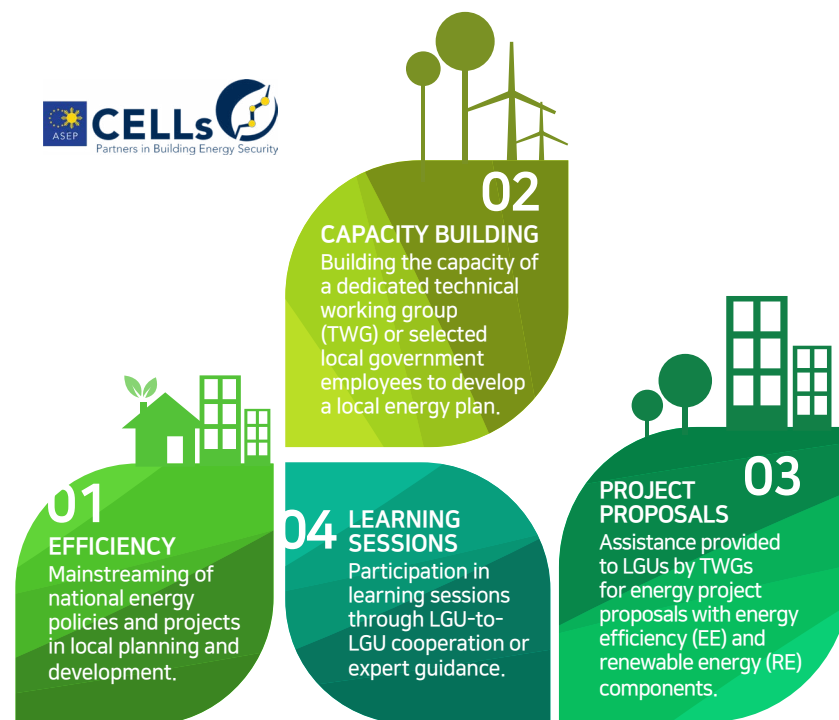 ASEP
CELLs
Partners in Building Energy Security
01
EFFICIENCY
Mainstreaming of
national energy
policies and projects
in local planning and
development.
02
CAPACITY BUILDING
Building the capacity of
a dedicated technical
working group
(TWG) or selected
local government
employees to develop
a local energy plan.
03
PROJECT
PROPOSALS
Assistance provided
to LGUs by TWGs
for energy project
proposals with energy
efficiency (EE) and
renewable energy (RE)
components.
04
LEARNING
SESSIONS
Participation in
learning sessions
through LGU-to-
LGU cooperation or
expert guidance.